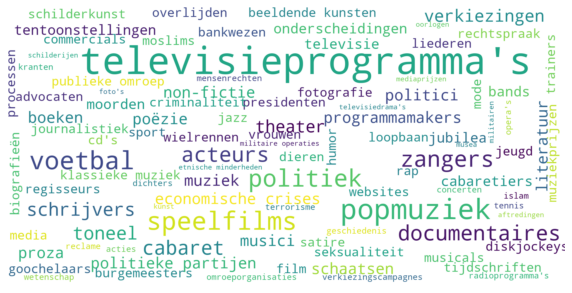 schilderkunst
overlijden
beeldende kunsten
verkiezingen
oorlogen
tentoonstellingen
bankwezen
onderscheidingen
rechtspraak
commercials
moslims
televisie
liederen
schilderijen
televisieprogramma's
kranten
mensenrechten
mediaprijzen
trainers
processen
publieke omroep
foto's
non-fictie
fotografie
politici
mode
bands
advocaten
moorden
criminaliteit
presidenten
televisiedrama's
militairen
opera's
boeken
poëzie
jazz
theater
programmamakers
literatuur
muziekprijzen
journalistiek
sport
vrouwen
cd's
wielrennen
militaire operaties
humor
loopbaanjubilea
musea
voetbal
acteurs
dieren
zangers
jeugd
biografieën
klassieke muziek
etnische minderheden
rap
cabaretiers
regisseurs
dichters
muziek
politiek
websites
concerten
islam
schrijvers
kunst
economische crises
terrorisme
popmuziek
tennis
aftredingen
speelfilms
media
toneel
musici
geschiedenis
documentaires
reclame
acties
cabaret
satire
diskjockeys
proza
seksualiteit
musicals
politieke partijen
film
schaatsen
tijdschriften
goochelaars
burgemeesters
wetenschap
omroeporganisaties
verkiezingscampagnes
radioprogramma's